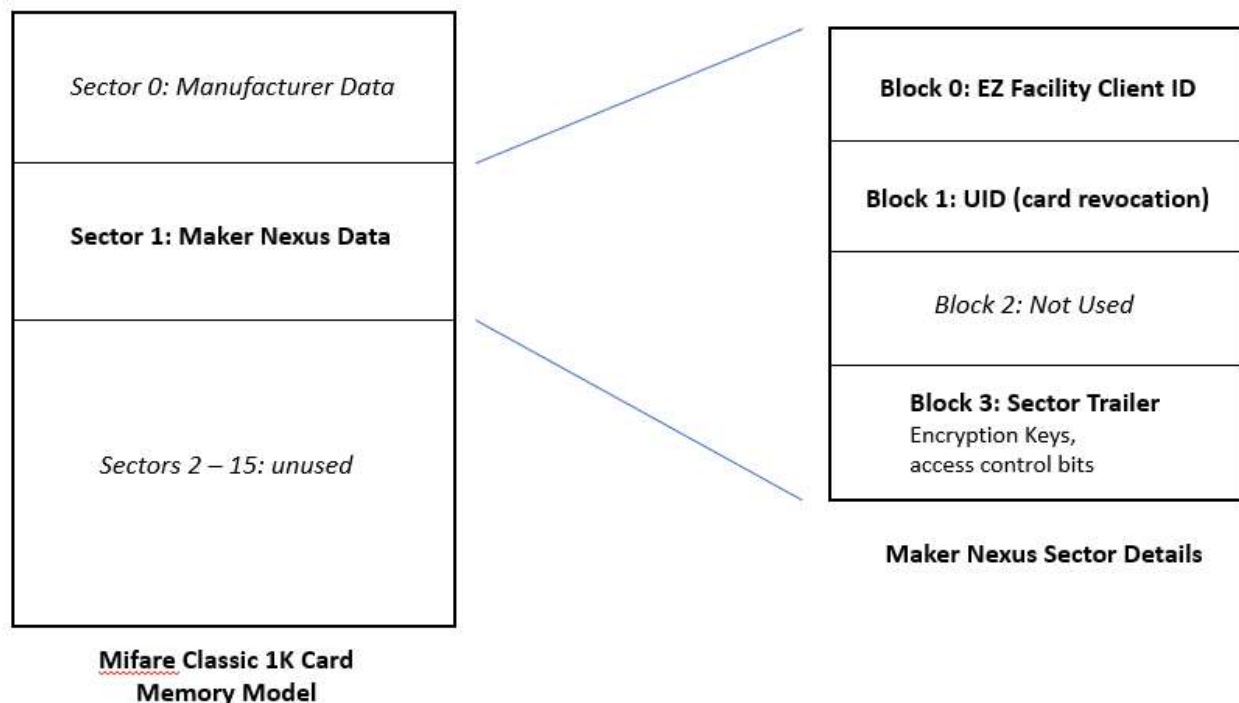 Sector 0: Manufacturer Data
Sector 1: Maker Nexus Data
Sectors 2 – 15: unused
Mifare Classic 1K Card
Memory Model
Block 0: EZ Facility Client ID
Block 1: UID (card revocation)
Block 2: Not Used
Block 3: Sector Trailer
Encryption Keys,
access control bits
Maker Nexus Sector Details